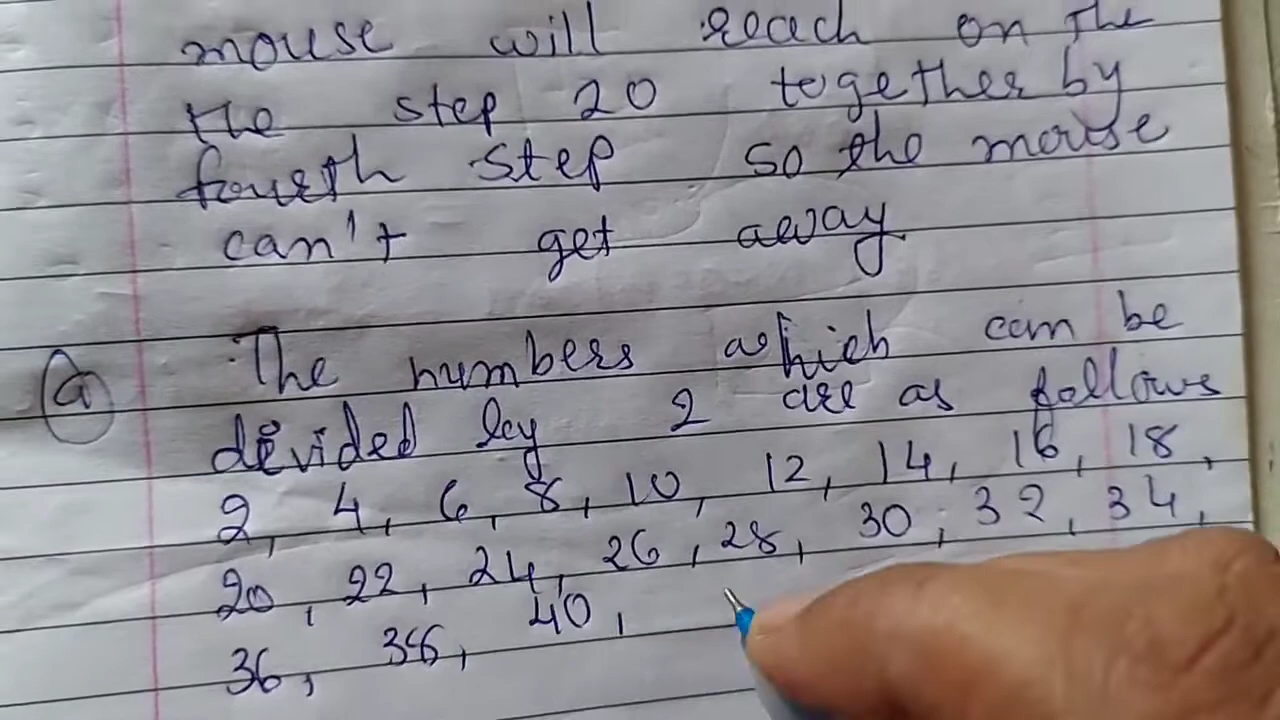 mouse will reach on the
the step 20 together by
fourth step so the mouse
can't get away
a The numbers which can be
devided by 2 are as follows
2, 4, 6, 8, 10, 12, 14, 16, 18,
20, 22, 24, 26, 28, 30, 32, 34,
36, 38, 40,